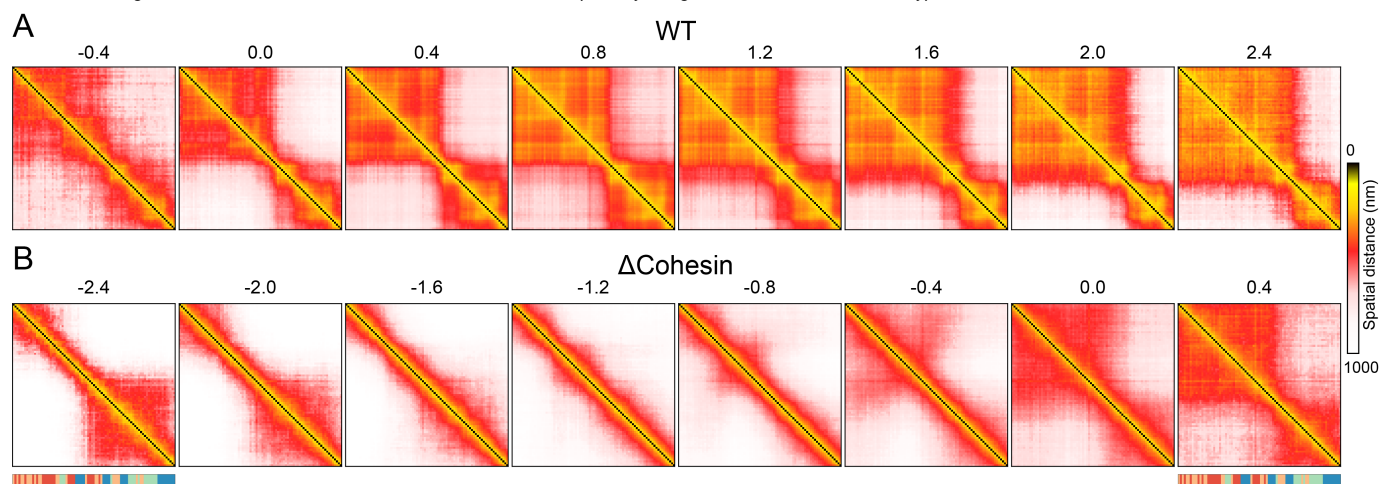 A
WT
-0.4 0.0 0.4 0.8 1.2 1.6 2.0 2.4
0
Spatial distance (nm)
1000
B
ΔCohesin
-2.4 -2.0 -1.6 -1.2 -0.8 -0.4 0.0 0.4